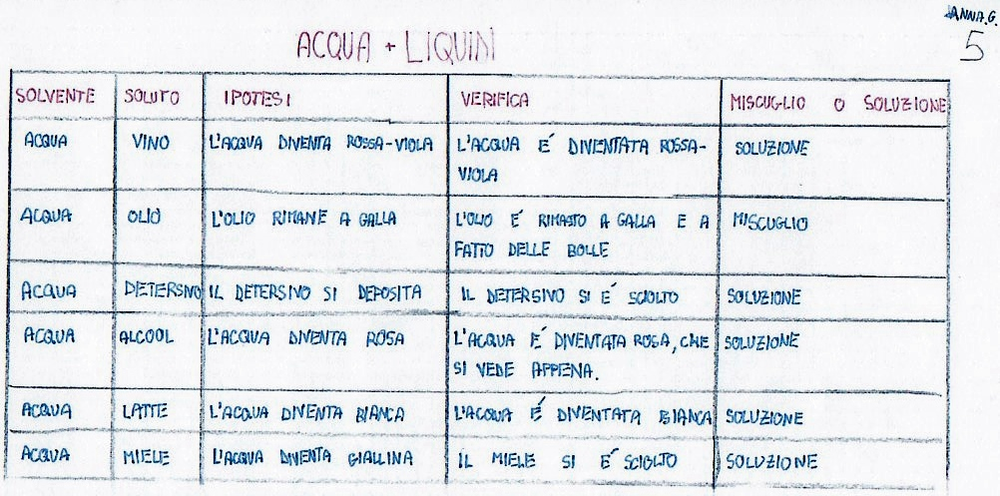 ANNA.G.
5
ACQUA + LIQUIDI
SOLVENTE SOLUTO IPOTESI VERIFICA MISCUGLIO O SOLUZIONE
ACQUA VINO L'ACQUA DIVENTA ROSSA-VIOLA L'ACQUA É DIVENTATA ROSSA-
VIOLA SOLUZIONE
ACQUA OLIO L'OLIO RIMANE A GALLA L'OLIO É RIMASTO A GALLA E A
FATTO DELLE BOLLE MISCUGLIO
ACQUA DETERSIVO IL DETERSIVO SI DEPOSITA IL DETERSIVO SI É SCIOLTO SOLUZIONE
ACQUA ALCOOL L'ACQUA DIVENTA ROSA L'ACQUA É DIVENTATA ROSA, CHE
SI VEDE APPENA. SOLUZIONE
ACQUA LATTE L'ACQUA DIVENTA BIANCA L'ACQUA É DIVENTATA BIANCA SOLUZIONE
ACQUA MIELE L'ACQUA DIVENTA GIALLINA IL MIELE SI É SCIOLTO SOLUZIONE